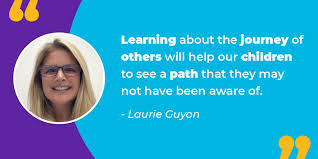 Learning about the journey of
others will help our children
to see a path that they may
not have been aware of.
- Laurie Guyon